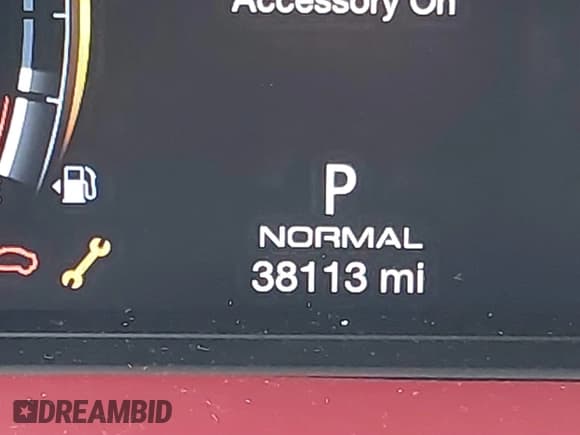 Accessory On
P
NORMAL
38113 mi
DREAMBID